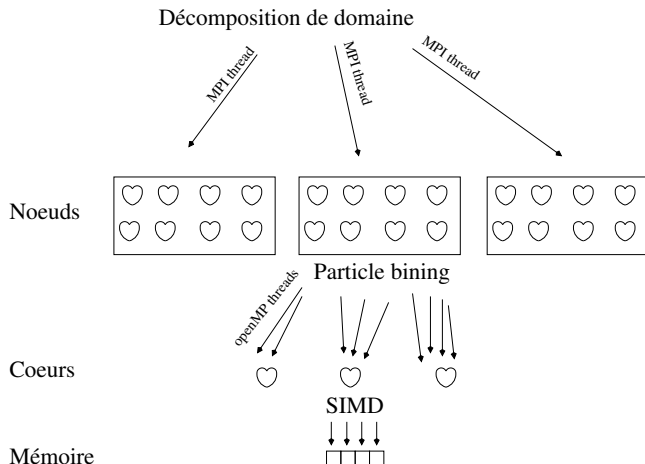 Décomposition de domaine
MPI thread
MPI thread
MPI thread
Noeuds
Particle bining
openMP threads
Coeurs
SIMD
Mémoire